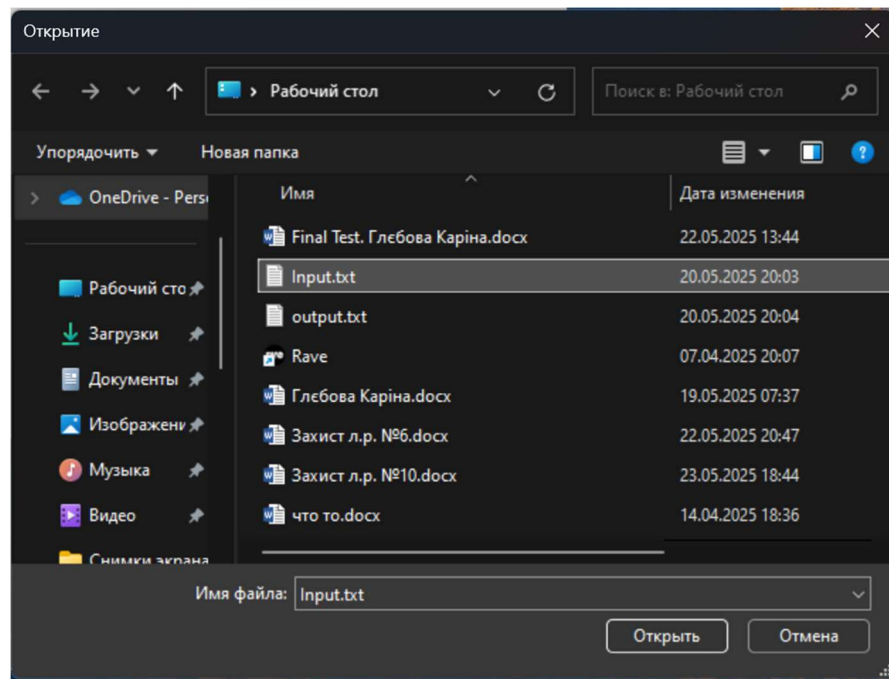 Открытие
Рабочий стол
Поиск в: Рабочий стол
Упорядочить
Новая папка
OneDrive - Pers
Имя
Дата изменения
Final Test. Глєбова Каріна.docx 22.05.2025 13:44
Input.txt 20.05.2025 20:03
output.txt 20.05.2025 20:04
Rave 07.04.2025 20:07
Глєбова Каріна.docx 19.05.2025 07:37
Захист л.р. №6.docx 22.05.2025 20:47
Захист л.р. №10.docx 23.05.2025 18:44
что то.docx 14.04.2025 18:36
Рабочий сто
Загрузки
Документы
Изображени
Музыка
Видео
Снимки экрана
Имя файла: Input.txt
Открыть
Отмена